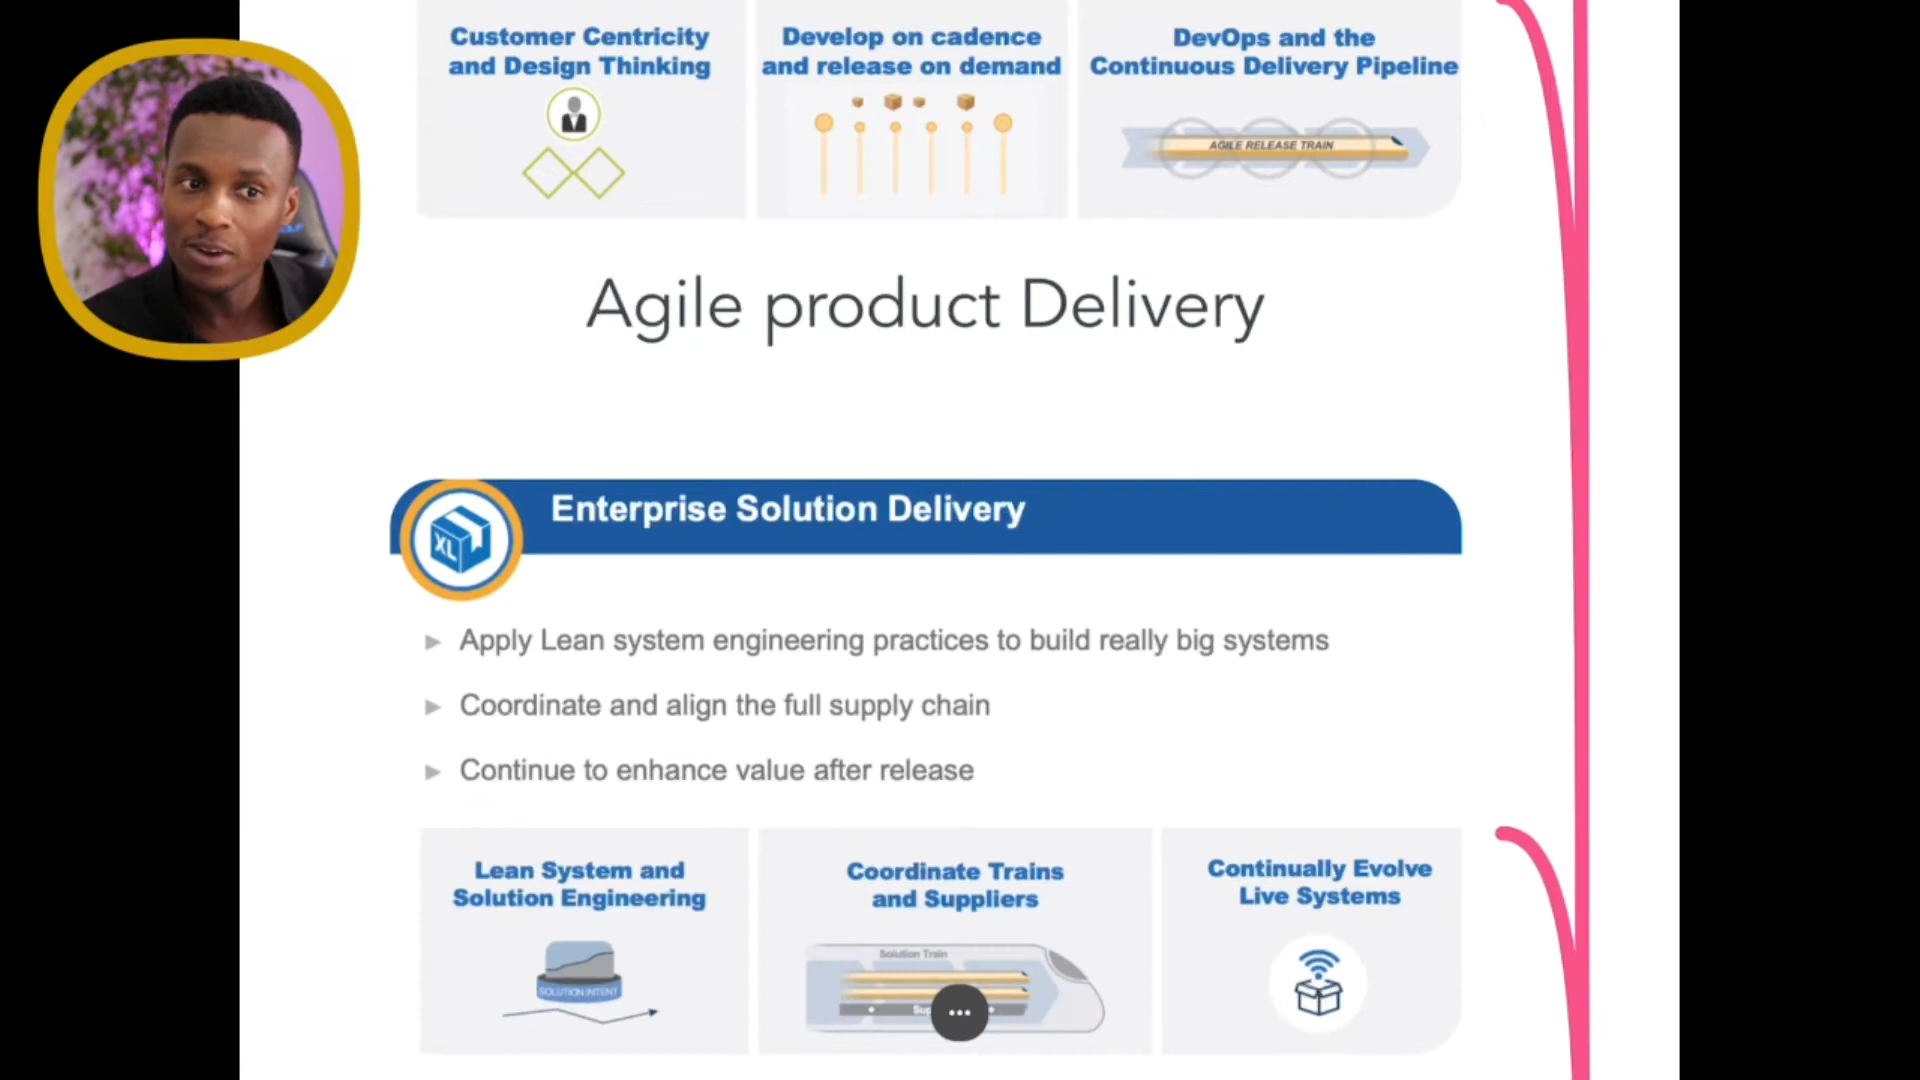 Customer Centricity
and Design Thinking
Develop on cadence
and release on demand
DevOps and the
Continuous Delivery Pipeline
AGILE RELEASE TRAIN
Agile product Delivery
XL
Enterprise Solution Delivery
Apply Lean system engineering practices to build really big systems
Coordinate and align the full supply chain
Continue to enhance value after release
Lean System and
Solution Engineering
SOLUTION INTENT
Coordinate Trains
and Suppliers
Solution Train
Continually Evolve
Live Systems